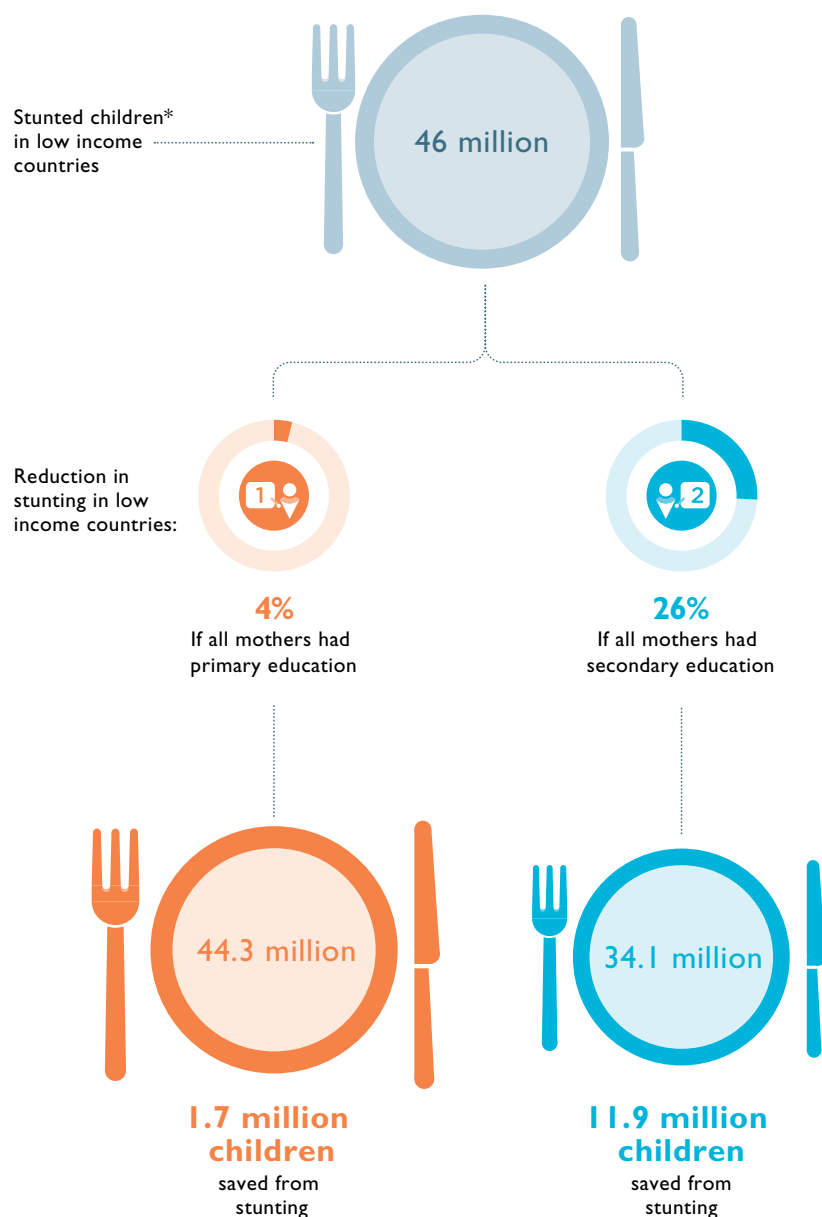 Stunted children*
in low income
countries
46 million
Reduction in
stunting in low
income countries:
1
2
4%
If all mothers had
primary education
26%
If all mothers had
secondary education
44.3 million
34.1 million
1.7 million
children
saved from
stunting
11.9 million
children
saved from
stunting